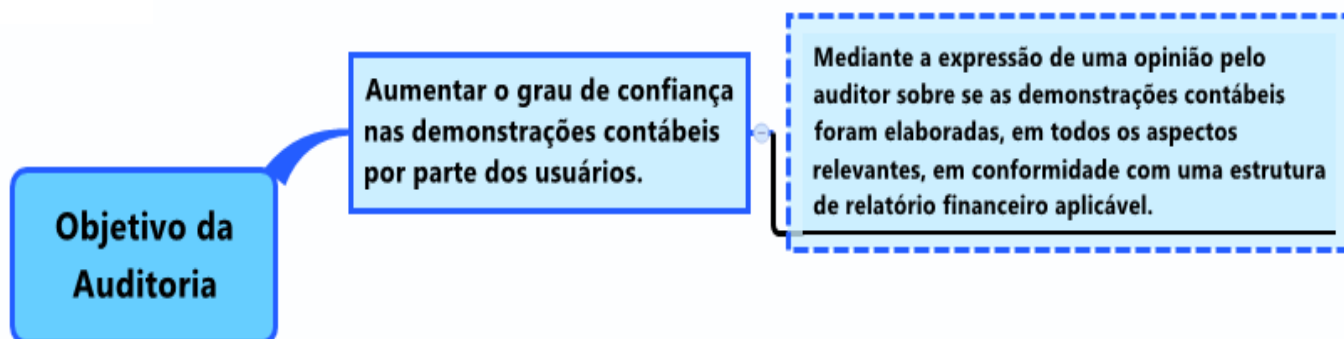 Objetivo da
Auditoria
Aumentar o grau de confiança
nas demonstrações contábeis
por parte dos usuários.
Mediante a expressão de uma opinião pelo
auditor sobre se as demonstrações contábeis
foram elaboradas, em todos os aspectos
relevantes, em conformidade com uma estrutura
de relatório financeiro aplicável.